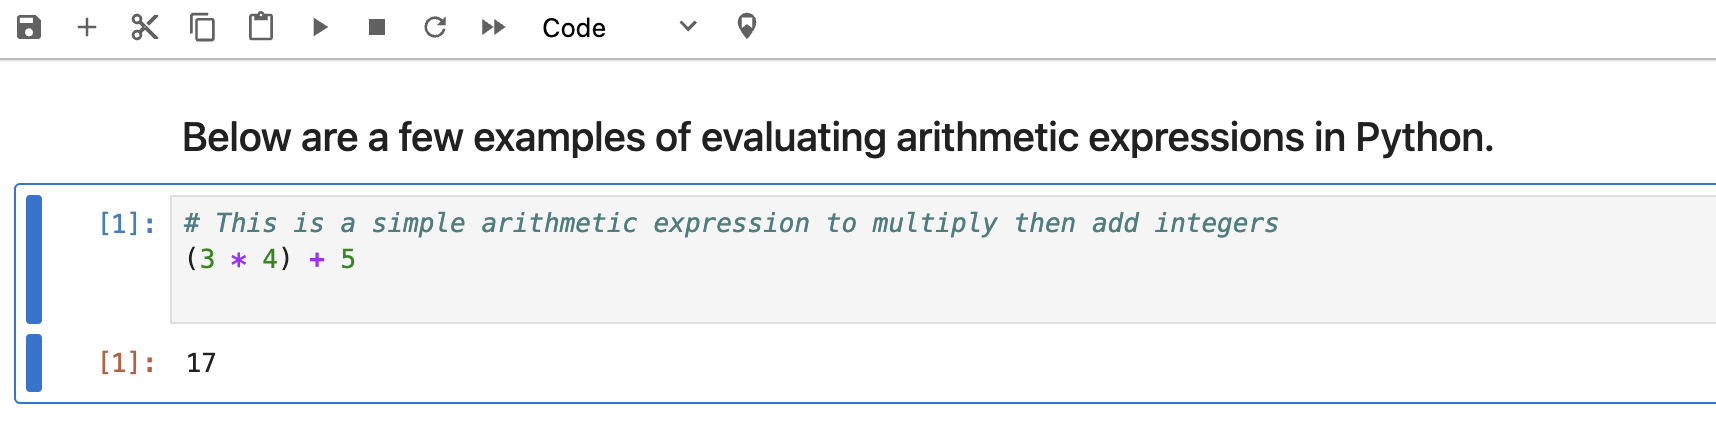 Code
Below are a few examples of evaluating arithmetic expressions in Python.
[1]: # This is a simple arithmetic expression to multiply then add integers
(3 * 4) + 5
[1]: 17